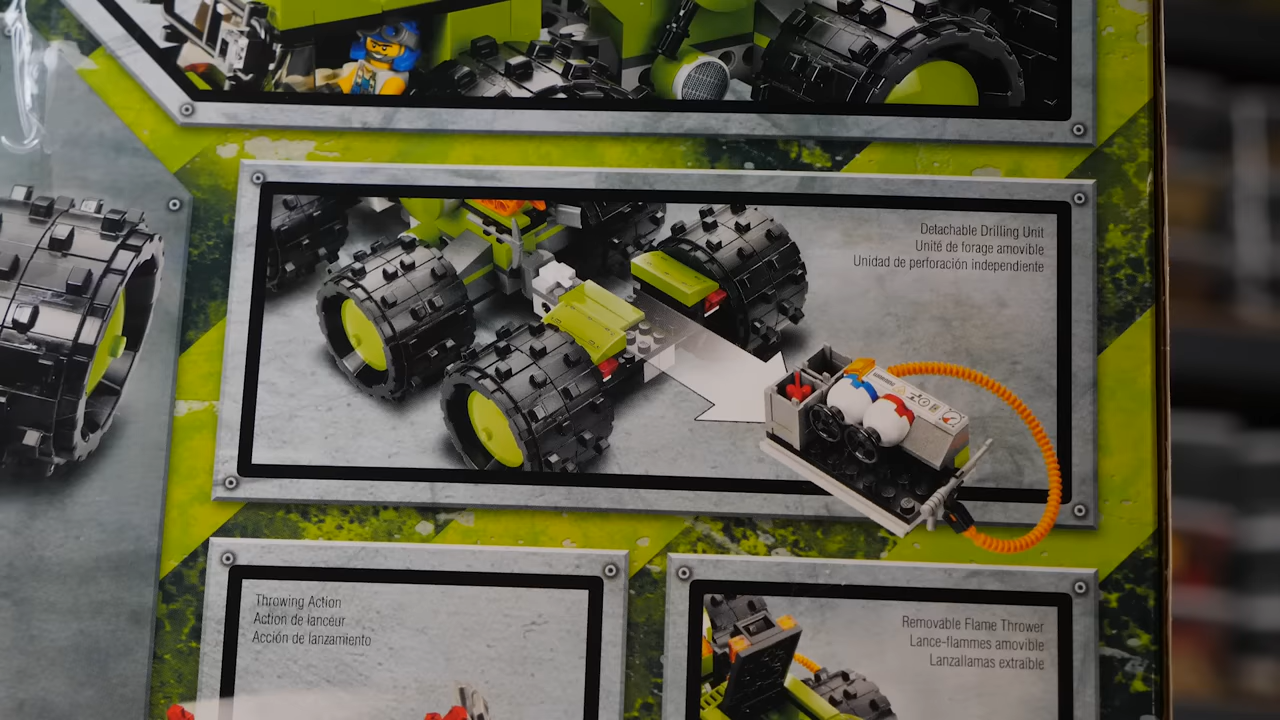 Detachable Drilling Unit
Unité de forage amovible
Unidad de perforación independiente
Throwing Action
Action de lancéur
Acción de lanzamiento
Removable Flame Thrower
Lance-flammes amovible
Lanzallamas extraíble